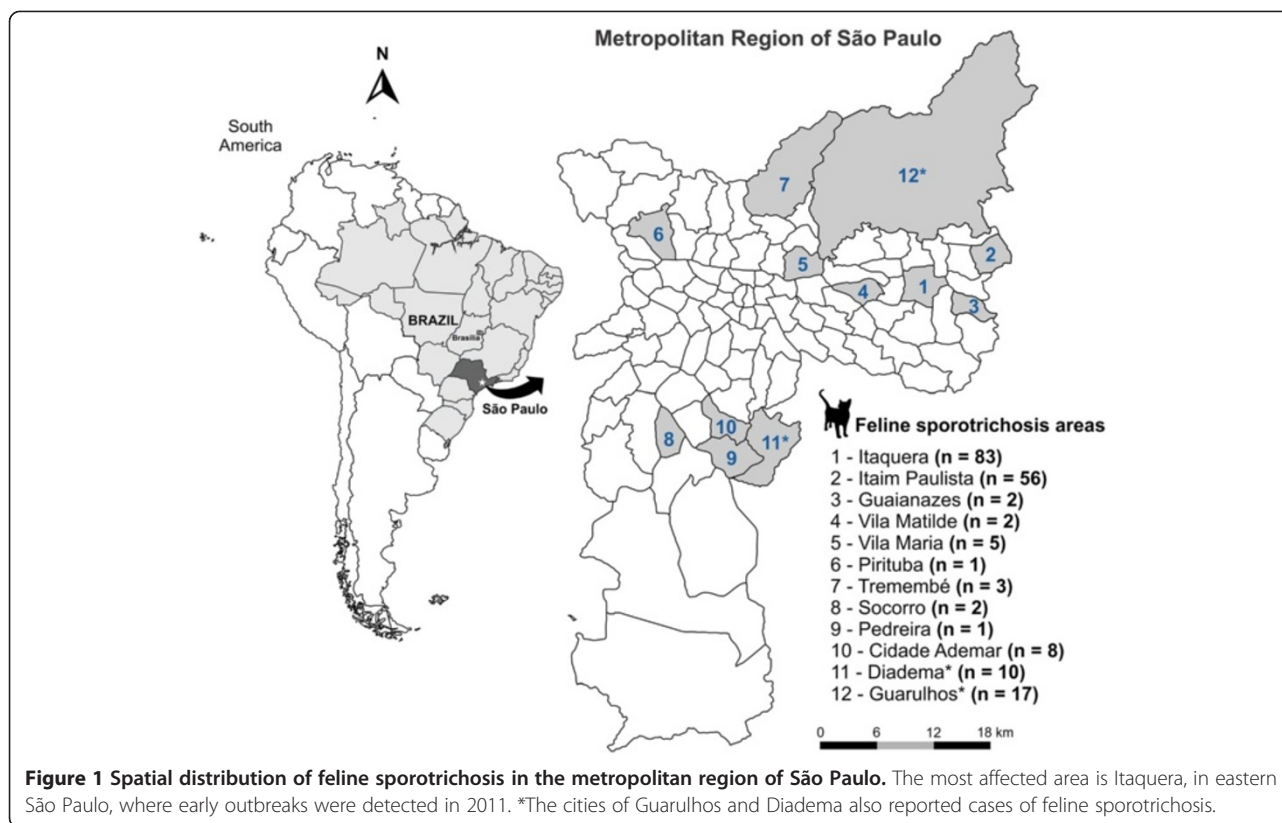 Metropolitan Region of São Paulo
N
South
America
BRAZIL
Brasília
São Paulo
7
12*
6
5
2
4
1
3
8
10
11*
9
Feline sporotrichosis areas
1 - Itaquera (n = 83)
2 - Itaim Paulista (n = 56)
3 - Guaianazes (n = 2)
4 - Vila Matilde (n = 2)
5 - Vila Maria (n = 5)
6 - Pirituba (n = 1)
7 - Tremembé (n = 3)
8 - Socorro (n = 2)
9 - Pedreira (n = 1)
10 - Cidade Ademar (n = 8)
11 - Diadema* (n = 10)
12 - Guarulhos* (n = 17)
0 6 12 18 km
Figure 1 Spatial distribution of feline sporotrichosis in the metropolitan region of São Paulo. The most affected area is Itaquera, in eastern
São Paulo, where early outbreaks were detected in 2011. *The cities of Guarulhos and Diadema also reported cases of feline sporotrichosis.